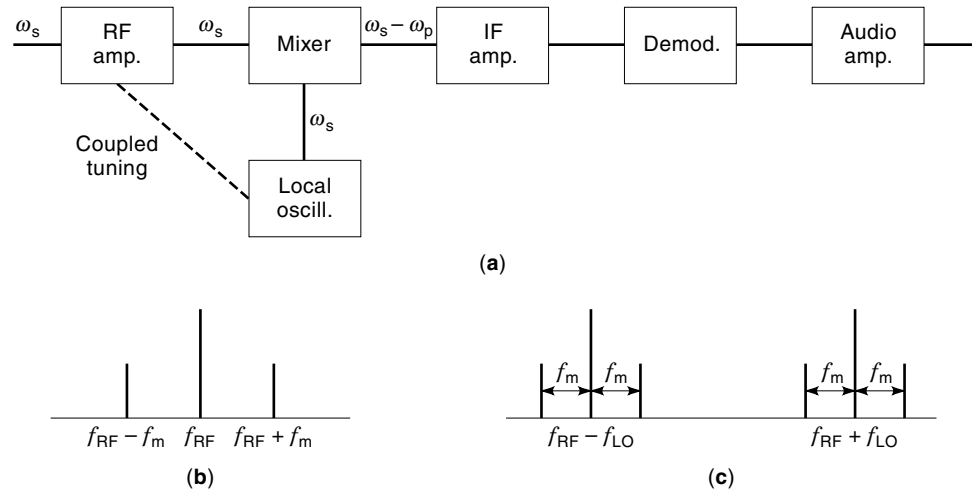 ωs
RF
amp.
ωs
Mixer
ωs − ωp
IF
amp.
Demod.
Audio
amp.
ωs
Coupled
tuning
Local
oscill.
(a)
fm fm fm fm
fRF − fm fRF fRF + fm
fRF − fLO fRF + fLO
(b) (c)